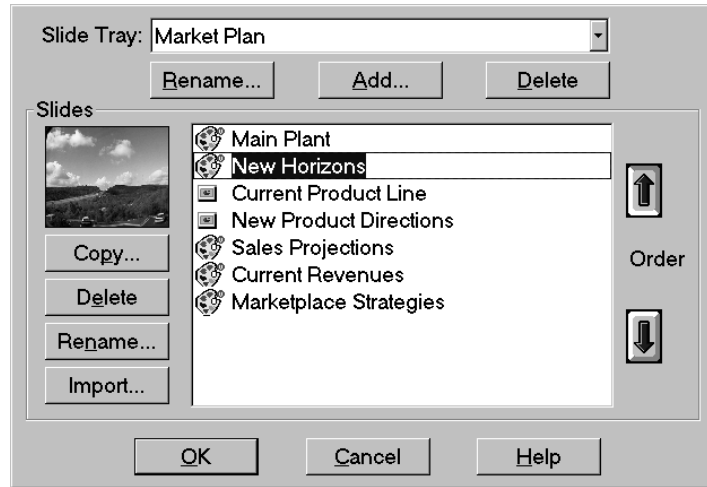 Slide Tray: Market Plan
Rename... Add... Delete
Slides
Main Plant
New Horizons
Current Product Line
New Product Directions
Sales Projections
Current Revenues
Marketplace Strategies
Copy...
Delete
Rename...
Import...
Order
OK Cancel Help